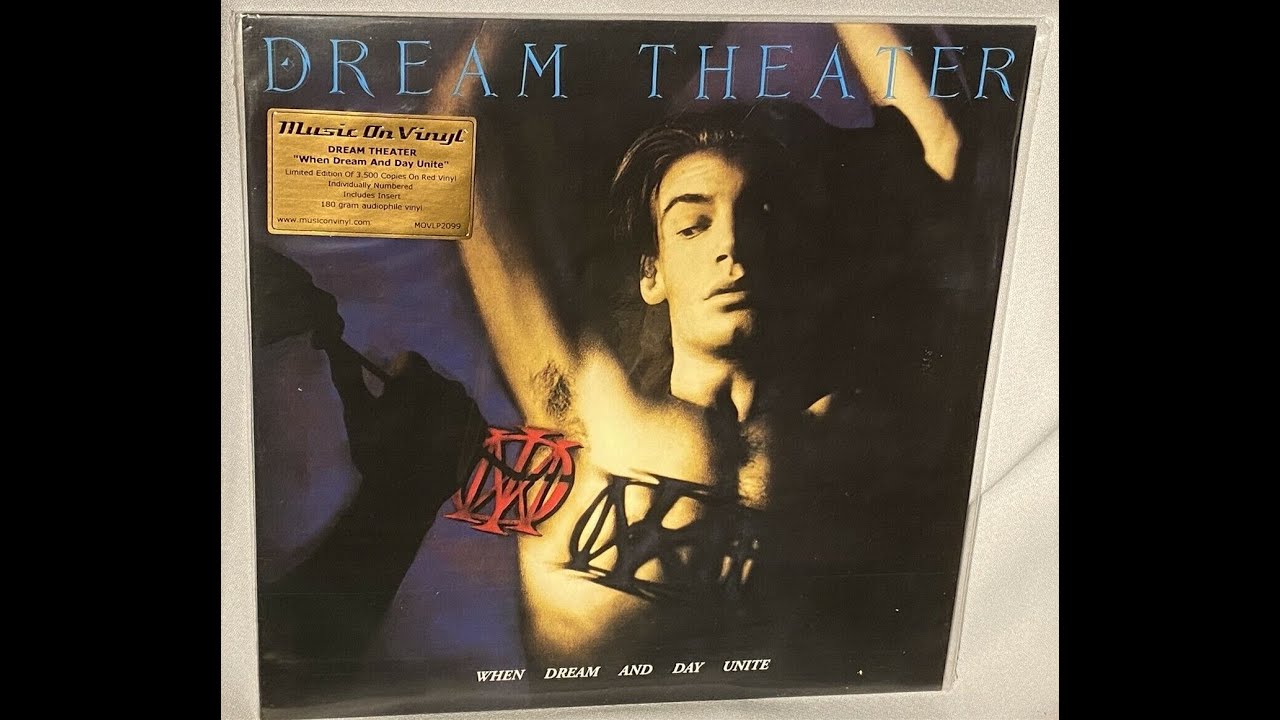 DREAM THEATER
Music On Vinyl
DREAM THEATER
"When Dream And Day Unite"
Limited Edition Of 3.500 Copies On Red Vinyl
Individually Numbered
Includes Insert
180 gram audiophile vinyl
www.musiconvinyl.com MOVLP2099
WHEN DREAM AND DAY UNITE